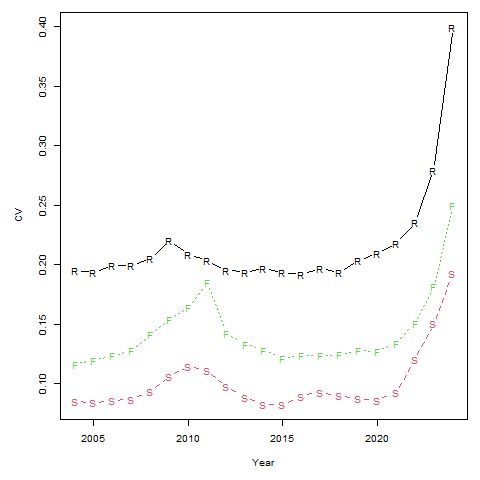 0.40
0.35
0.30
0.25
0.20
0.15
0.10
CV
R R R R R R R R R R R R R R R R R R R R R
F F F F F F F F F F F F F F F F F F F F F
S S S S S S S S S S S S S S S S S S S S S
2005 2010 2015 2020
Year